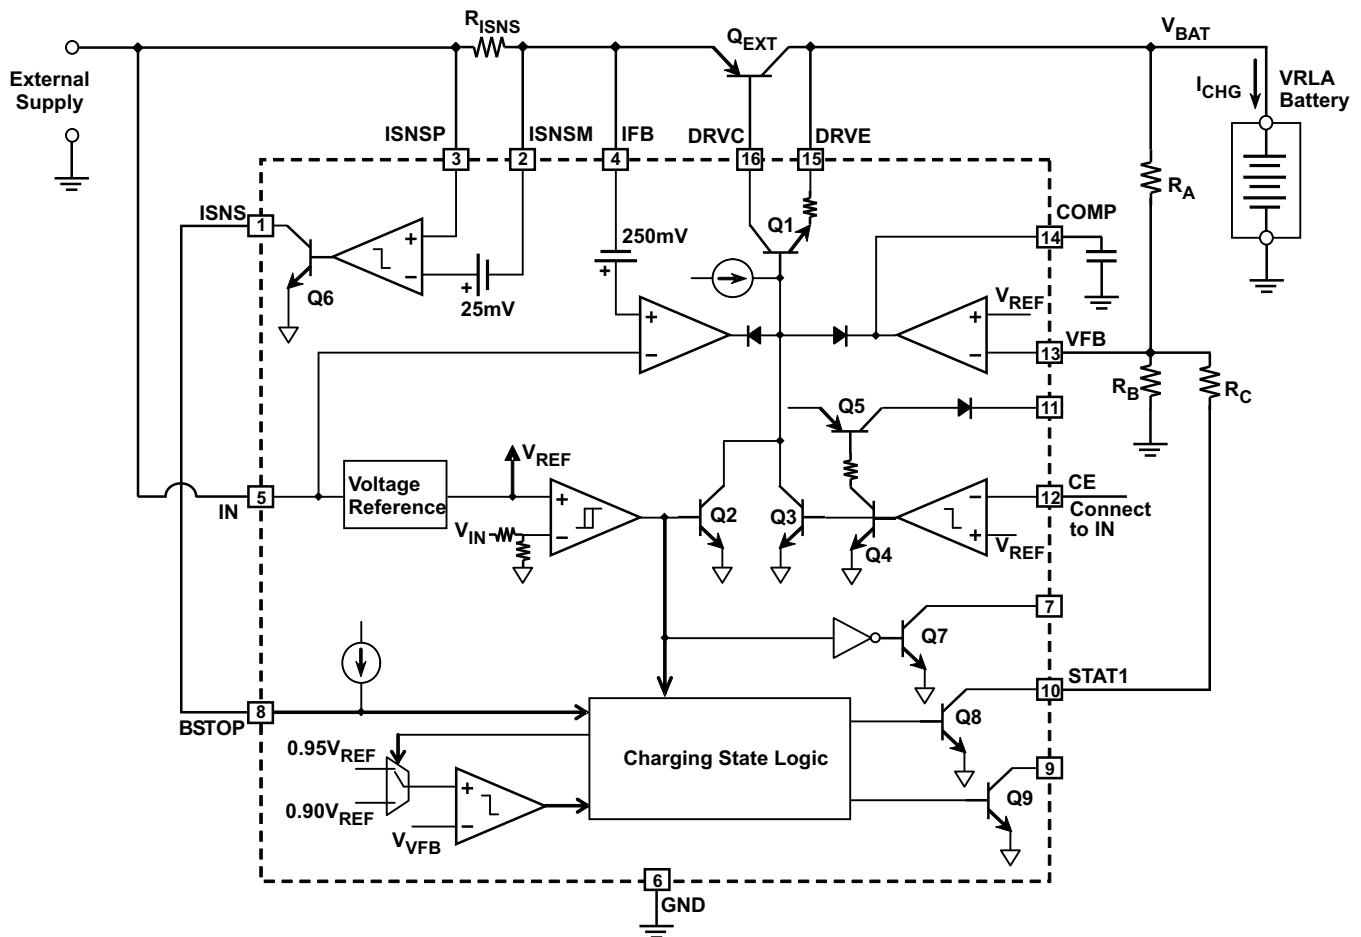 R_ISNS
Q_EXT
V_BAT
External
Supply
I_CHG
VRLA
Battery
ISNSP
ISNSM
IFB
DRVC
DRVE
3
2
4
16
15
R_A
ISNS
1
Q1
COMP
14
250mV
+
+
−
+
25mV
Q6
V_REF
+
+
−
−
VFB
13
R_B
R_C
Q5
11
V_REF
Voltage
Reference
5
IN
+
V_IN
−
Q2
Q3
Q4
−
+
V_REF
CE
12
Connect
to IN
7
Q7
STAT1
10
Q8
8
BSTOP
0.95V_REF
0.90V_REF
+
−
V_VFB
Charging State Logic
9
Q9
6
GND